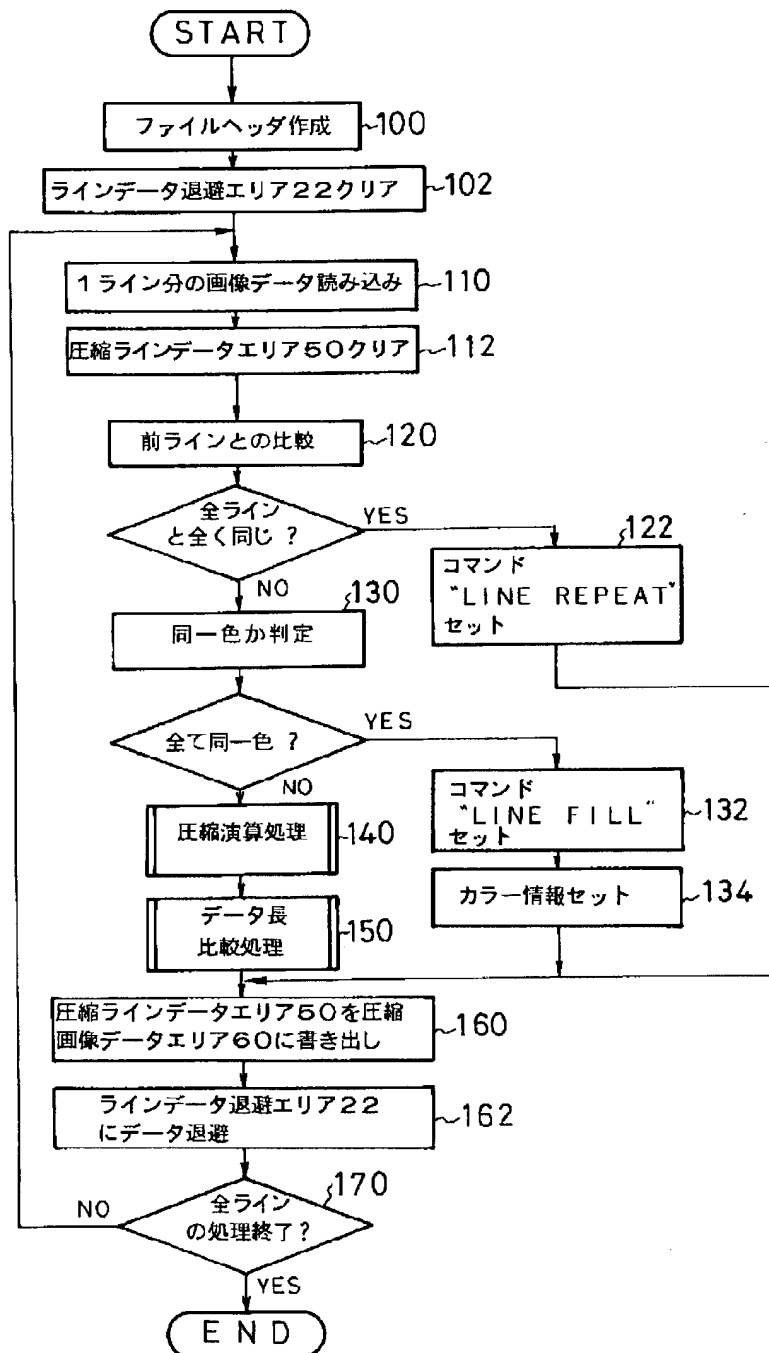 START
ファイルヘッダ作成
100
ラインデータ退避エリア22クリア
102
1ライン分の画像データ読み込み
110
圧縮ラインデータエリア50クリア
112
前ラインとの比較
120
全ライン
と全く同じ ?
YES
122
コマンド
"LINE REPEAT"
セット
NO
130
同一色か判定
全て同一色 ?
YES
コマンド
"LINE FILL"
セット
132
NO
圧縮演算処理
140
カラー情報セット
134
データ長
比較処理
150
圧縮ラインデータエリア50を圧縮
画像データエリア60に書き出し
160
ラインデータ退避エリア22
にデータ退避
162
170
全ライン
の処理終了?
NO
YES
END